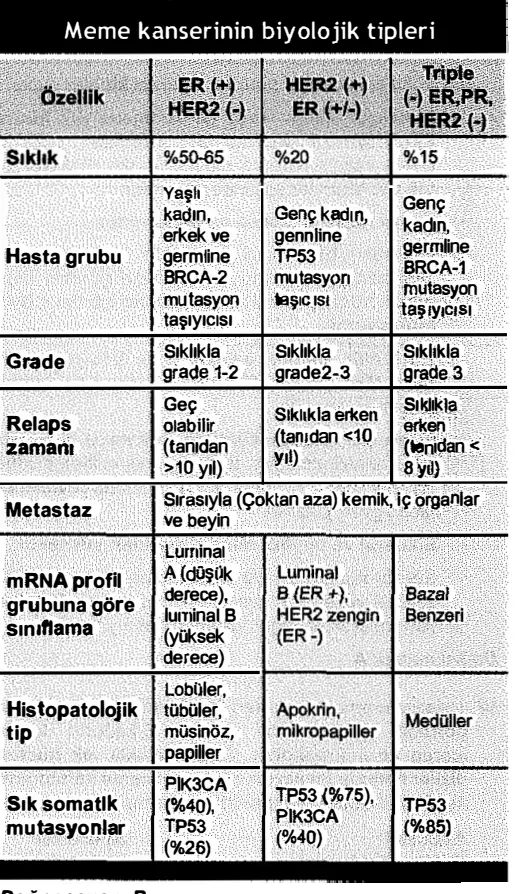 Meme kanserinin biyolojik tipleri
Özellik
ER (+)
HER2 (-)
HER2 (+)
ER (+/-)
Triple
(-) ER,PR,
HER2 (-)
Sıklık
%50-65
%20
%15
Hasta grubu
Yaşlı
kadın,
erkek ve
germline
BRCA-2
mutasyon
taşıyıcısı
Genç kadın,
gennline
TP53
mutasyon
taşıcısı
Genç
kadın,
germline
BRCA-1
mutasyon
taşıyıcısı
Grade
Sıklıkla
grade 1-2
Sıklıkla
grade2-3
Sıklıkla
grade 3
Relaps
zamanı
Geç
olabilir
(tanıdan
>10 yıl)
Sıklıkla erken
(tanıdan <10
yıl)
Sıklıkla
erken
(tanıdan <
8 yıl)
Metastaz
Sırasıyla (Çoktan aza) kemik, iç organlar
ve beyin
mRNA profil
grubuna göre
sınıflama
Luminal
A (düşük
derece),
luminal B
(yüksek
derece)
Luminal
B (ER +),
HER2 zengin
(ER -)
Bazal
Benzeri
Histopatolojik
tip
Lobüler,
tübüler,
müsinöz,
papiller
Apokrin,
mikropapiller
Medüller
Sık somatik
mutasyonlar
PIK3CA
(%40),
TP53
(%26)
TP53 (%75),
PIK3CA
(%40)
TP53
(%85)